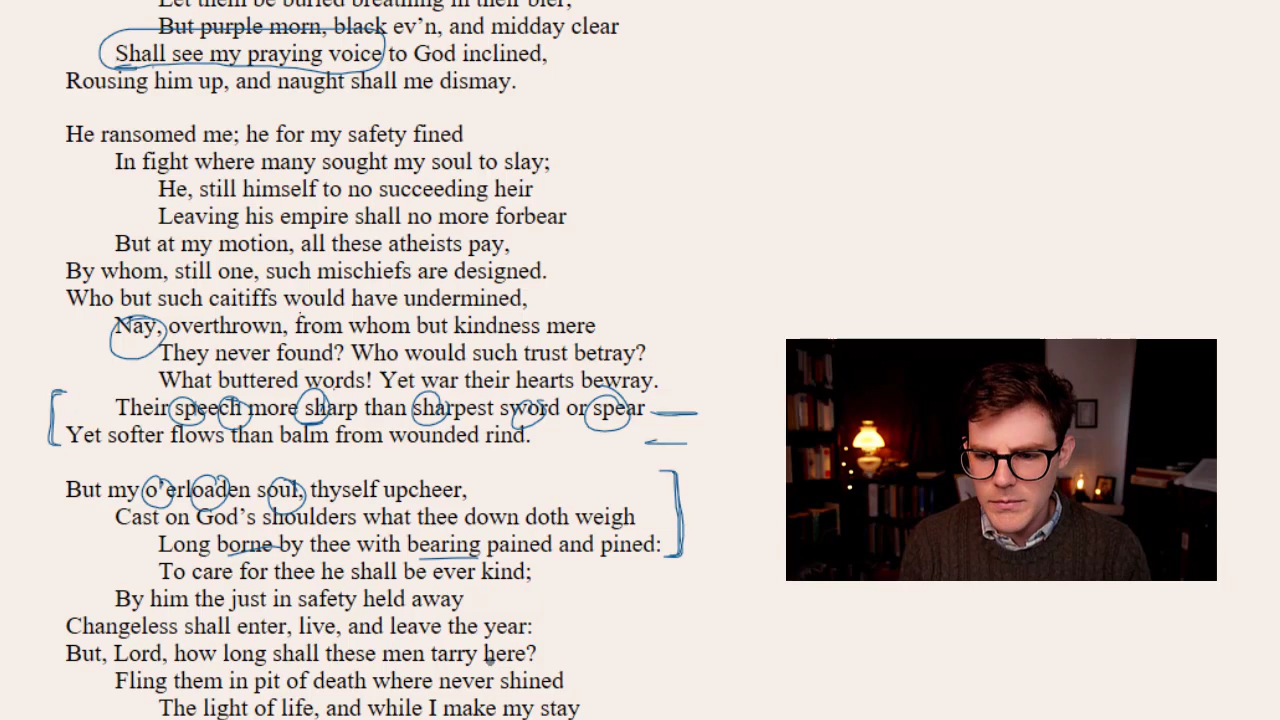 Let them be buried breathing in their bier,
But purple morn, black ev’n, and midday clear
Shall see my praying voice to God inclined,
Rousing him up, and naught shall me dismay.
He ransomed me; he for my safety fined
In fight where many sought my soul to slay;
He, still himself to no succeeding heir
Leaving his empire shall no more forbear
But at my motion, all these atheists pay,
By whom, still one, such mischiefs are designed.
Who but such caitiffs would have undermined,
Nay, overthrown, from whom but kindness mere
They never found? Who would such trust betray?
What buttered words! Yet war their hearts bewray.
Their speech more sharp than sharpest sword or spear
Yet softer flows than balm from wounded rind.
But my o’erloaden soul, thyself upcheer,
Cast on God’s shoulders what thee down doth weigh
Long borne by thee with bearing pained and pined:
To care for thee he shall be ever kind;
By him the just in safety held away
Changeless shall enter, live, and leave the year:
But, Lord, how long shall these men tarry here?
Fling them in pit of death where never shined
The light of life, and while I make my stay